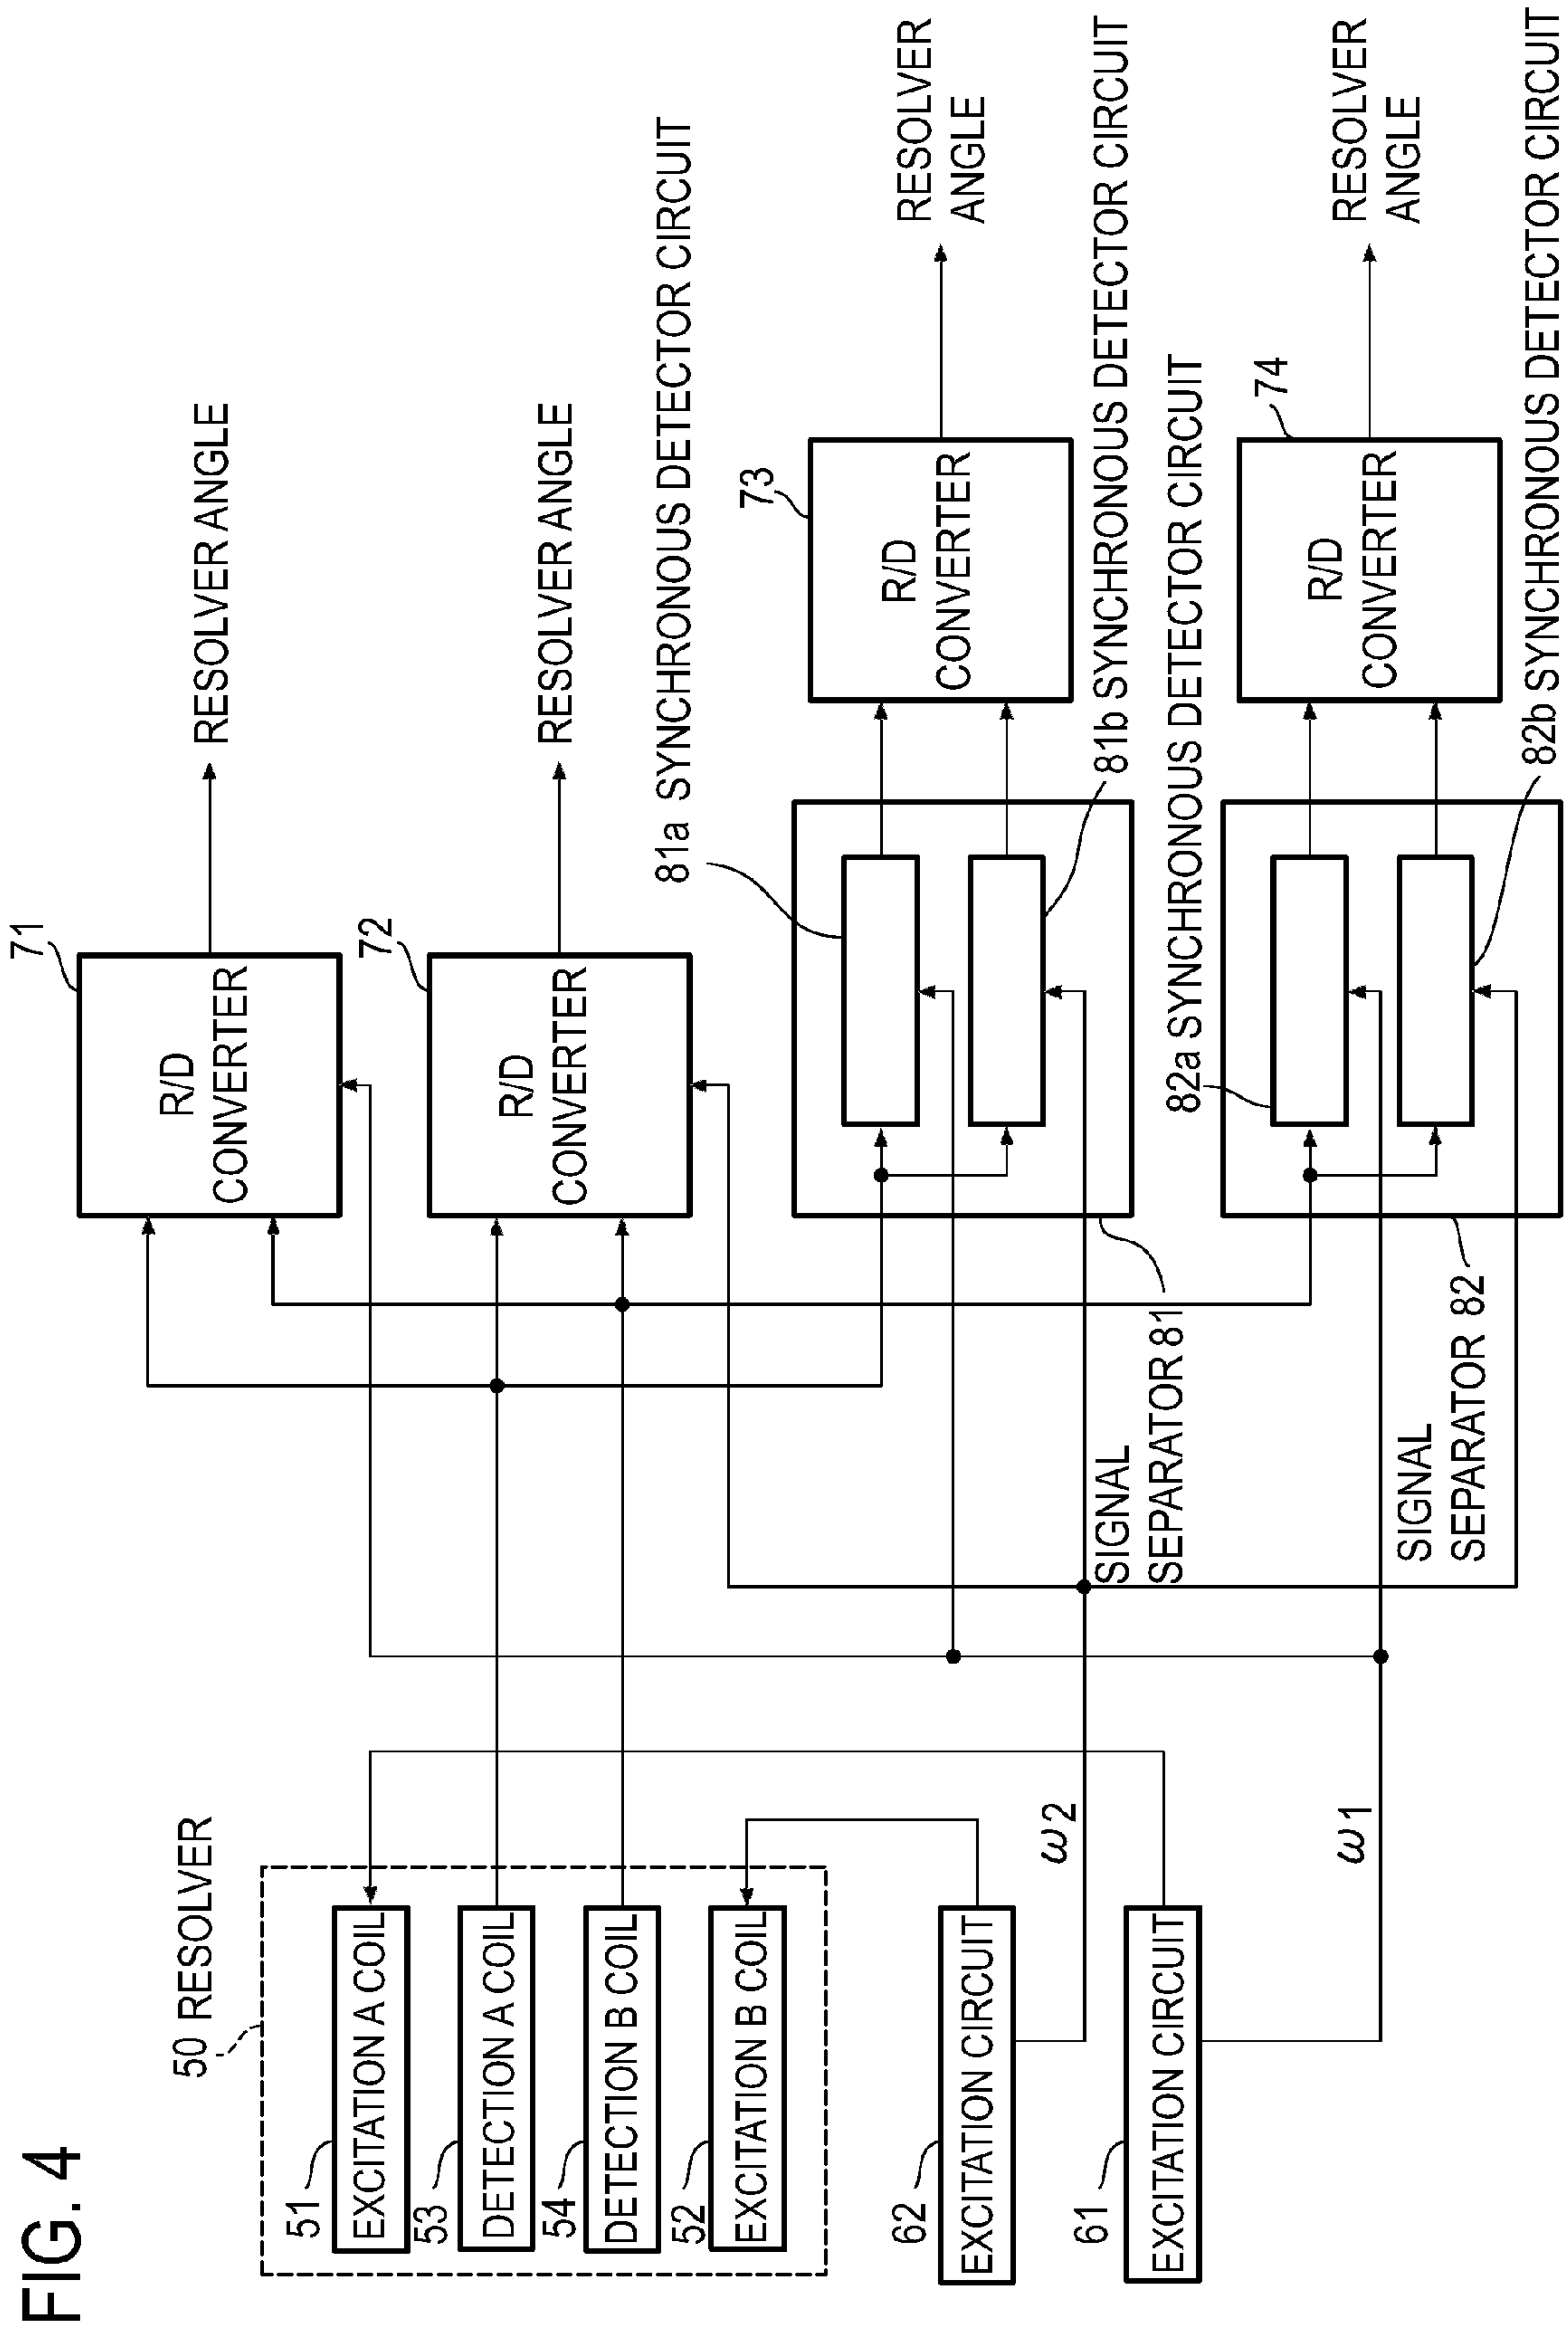 FIG. 4
50 RESOLVER
51
EXCITATION A COIL
53
DETECTION A COIL
54
DETECTION B COIL
52
EXCITATION B COIL
62
EXCITATION CIRCUIT
61
EXCITATION CIRCUIT
ω2
ω1
71
R/D
CONVERTER
RESOLVER ANGLE
72
R/D
CONVERTER
RESOLVER ANGLE
81a SYNCHRONOUS DETECTOR CIRCUIT
SIGNAL
SEPARATOR 81
73
R/D
CONVERTER
RESOLVER
ANGLE
81b SYNCHRONOUS DETECTOR CIRCUIT
82a SYNCHRONOUS DETECTOR CIRCUIT
SIGNAL
SEPARATOR 82
74
R/D
CONVERTER
RESOLVER
ANGLE
82b SYNCHRONOUS DETECTOR CIRCUIT